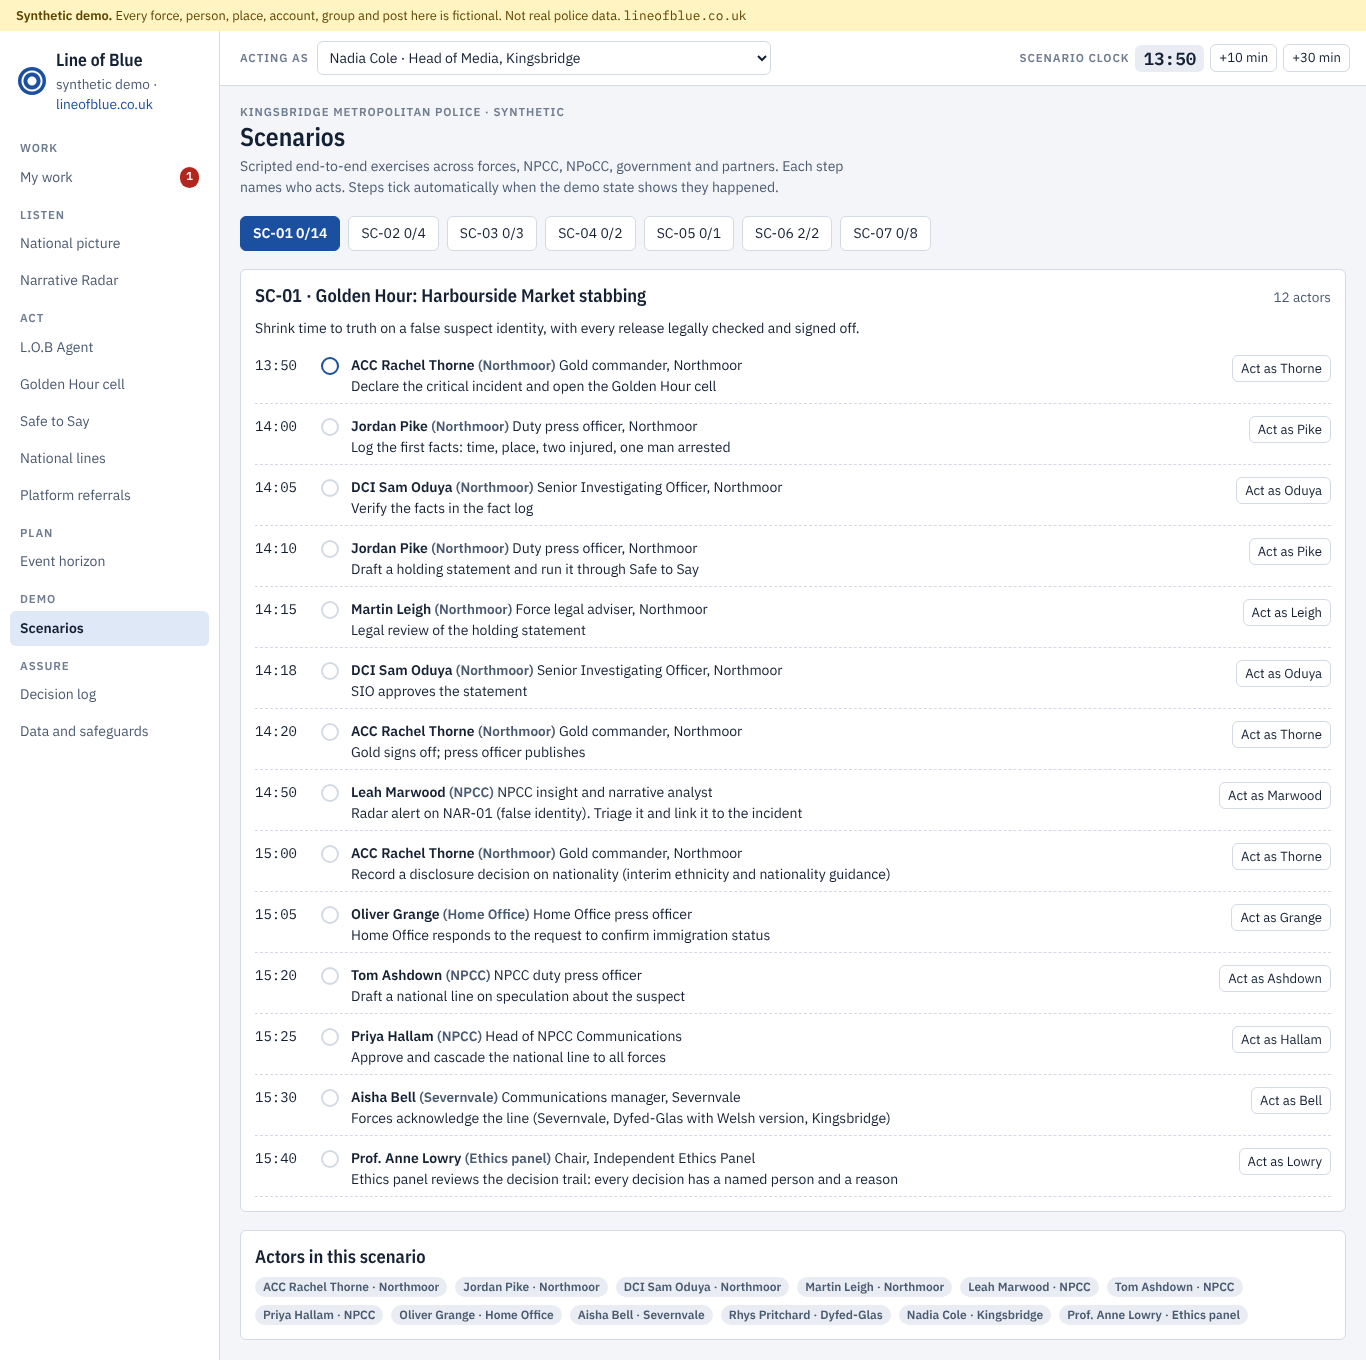 Synthetic demo. Every force, person, place, account, group and post here is fictional. Not real police data. lineofblue.co.uk
Line of Blue
synthetic demo ·
lineofblue.co.uk
WORK
My work 1
LISTEN
National picture
Narrative Radar
ACT
L.O.B Agent
Golden Hour cell
Safe to Say
National lines
Platform referrals
PLAN
Event horizon
DEMO
Scenarios
ASSURE
Decision log
Data and safeguards
ACTING AS Nadia Cole · Head of Media, Kingsbridge
SCENARIO CLOCK 13:50 +10 min +30 min
KINGSBRIDGE METROPOLITAN POLICE · SYNTHETIC
Scenarios
Scripted end-to-end exercises across forces, NPCC, NPoCC, government and partners. Each step
names who acts. Steps tick automatically when the demo state shows they happened.
SC-01 0/14 SC-02 0/4 SC-03 0/3 SC-04 0/2 SC-05 0/1 SC-06 2/2 SC-07 0/8
SC-01 · Golden Hour: Harbourside Market stabbing 12 actors
Shrink time to truth on a false suspect identity, with every release legally checked and signed off.
13:50 ACC Rachel Thorne (Northmoor) Gold commander, Northmoor Act as Thorne
Declare the critical incident and open the Golden Hour cell
14:00 Jordan Pike (Northmoor) Duty press officer, Northmoor Act as Pike
Log the first facts: time, place, two injured, one man arrested
14:05 DCI Sam Oduya (Northmoor) Senior Investigating Officer, Northmoor Act as Oduya
Verify the facts in the fact log
14:10 Jordan Pike (Northmoor) Duty press officer, Northmoor Act as Pike
Draft a holding statement and run it through Safe to Say
14:15 Martin Leigh (Northmoor) Force legal adviser, Northmoor Act as Leigh
Legal review of the holding statement
14:18 DCI Sam Oduya (Northmoor) Senior Investigating Officer, Northmoor Act as Oduya
SIO approves the statement
14:20 ACC Rachel Thorne (Northmoor) Gold commander, Northmoor Act as Thorne
Gold signs off; press officer publishes
14:50 Leah Marwood (NPCC) NPCC insight and narrative analyst Act as Marwood
Radar alert on NAR-01 (false identity). Triage it and link it to the incident
15:00 ACC Rachel Thorne (Northmoor) Gold commander, Northmoor Act as Thorne
Record a disclosure decision on nationality (interim ethnicity and nationality guidance)
15:05 Oliver Grange (Home Office) Home Office press officer Act as Grange
Home Office responds to the request to confirm immigration status
15:20 Tom Ashdown (NPCC) NPCC duty press officer Act as Ashdown
Draft a national line on speculation about the suspect
15:25 Priya Hallam (NPCC) Head of NPCC Communications Act as Hallam
Approve and cascade the national line to all forces
15:30 Aisha Bell (Severnvale) Communications manager, Severnvale Act as Bell
Forces acknowledge the line (Severnvale, Dyfed-Glas with Welsh version, Kingsbridge)
15:40 Prof. Anne Lowry (Ethics panel) Chair, Independent Ethics Panel Act as Lowry
Ethics panel reviews the decision trail: every decision has a named person and a reason
Actors in this scenario
ACC Rachel Thorne · Northmoor Jordan Pike · Northmoor DCI Sam Oduya · Northmoor Martin Leigh · Northmoor Leah Marwood · NPCC Tom Ashdown · NPCC
Priya Hallam · NPCC Oliver Grange · Home Office Aisha Bell · Severnvale Rhys Pritchard · Dyfed-Glas Nadia Cole · Kingsbridge Prof. Anne Lowry · Ethics panel